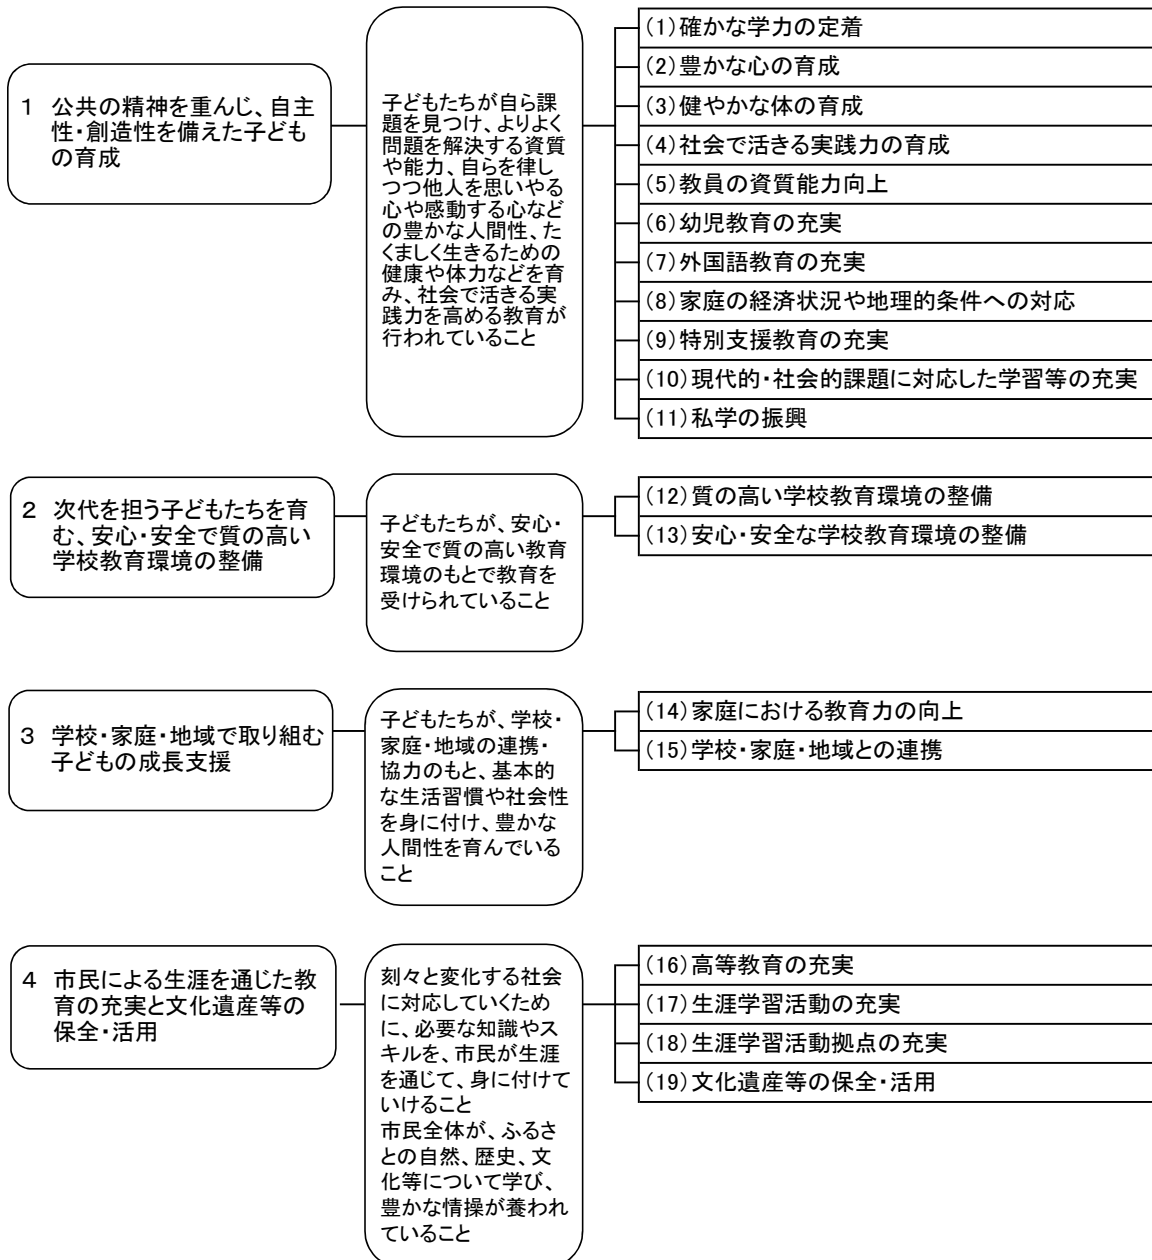 1 公共の精神を重んじ、自主
性・創造性を備えた子ども
の育成
子どもたちが自ら課
題を見つけ、よりよく
問題を解決する資質
や能力、自らを律し
つつ他人を思いやる
心や感動する心など
の豊かな人間性、た
くましく生きるための
健康や体力などを育
み、社会で活きる実
践力を高める教育が
行われていること
(1)確かな学力の定着
(2)豊かな心の育成
(3)健やかな体の育成
(4)社会で活きる実践力の育成
(5)教員の資質能力向上
(6)幼児教育の充実
(7)外国語教育の充実
(8)家庭の経済状況や地理的条件への対応
(9)特別支援教育の充実
(10)現代的・社会的課題に対応した学習等の充実
(11)私学の振興
2 次代を担う子どもたちを育
む、安心・安全で質の高い
学校教育環境の整備
子どもたちが、安心・
安全で質の高い教育
環境のもとで教育を
受けられていること
(12)質の高い学校教育環境の整備
(13)安心・安全な学校教育環境の整備
3 学校・家庭・地域で取り組む
子どもの成長支援
子どもたちが、学校・
家庭・地域の連携・
協力のもと、基本的
な生活習慣や社会性
を身に付け、豊かな
人間性を育んでいる
こと
(14)家庭における教育力の向上
(15)学校・家庭・地域との連携
4 市民による生涯を通じた教
育の充実と文化遺産等の
保全・活用
刻々と変化する社会
に対応していくため
に、必要な知識やス
キルを、市民が生涯
を通じて、身に付けて
いけること
市民全体が、ふるさ
との自然、歴史、文
化等について学び、
豊かな情操が養われ
ていること
(16)高等教育の充実
(17)生涯学習活動の充実
(18)生涯学習活動拠点の充実
(19)文化遺産等の保全・活用